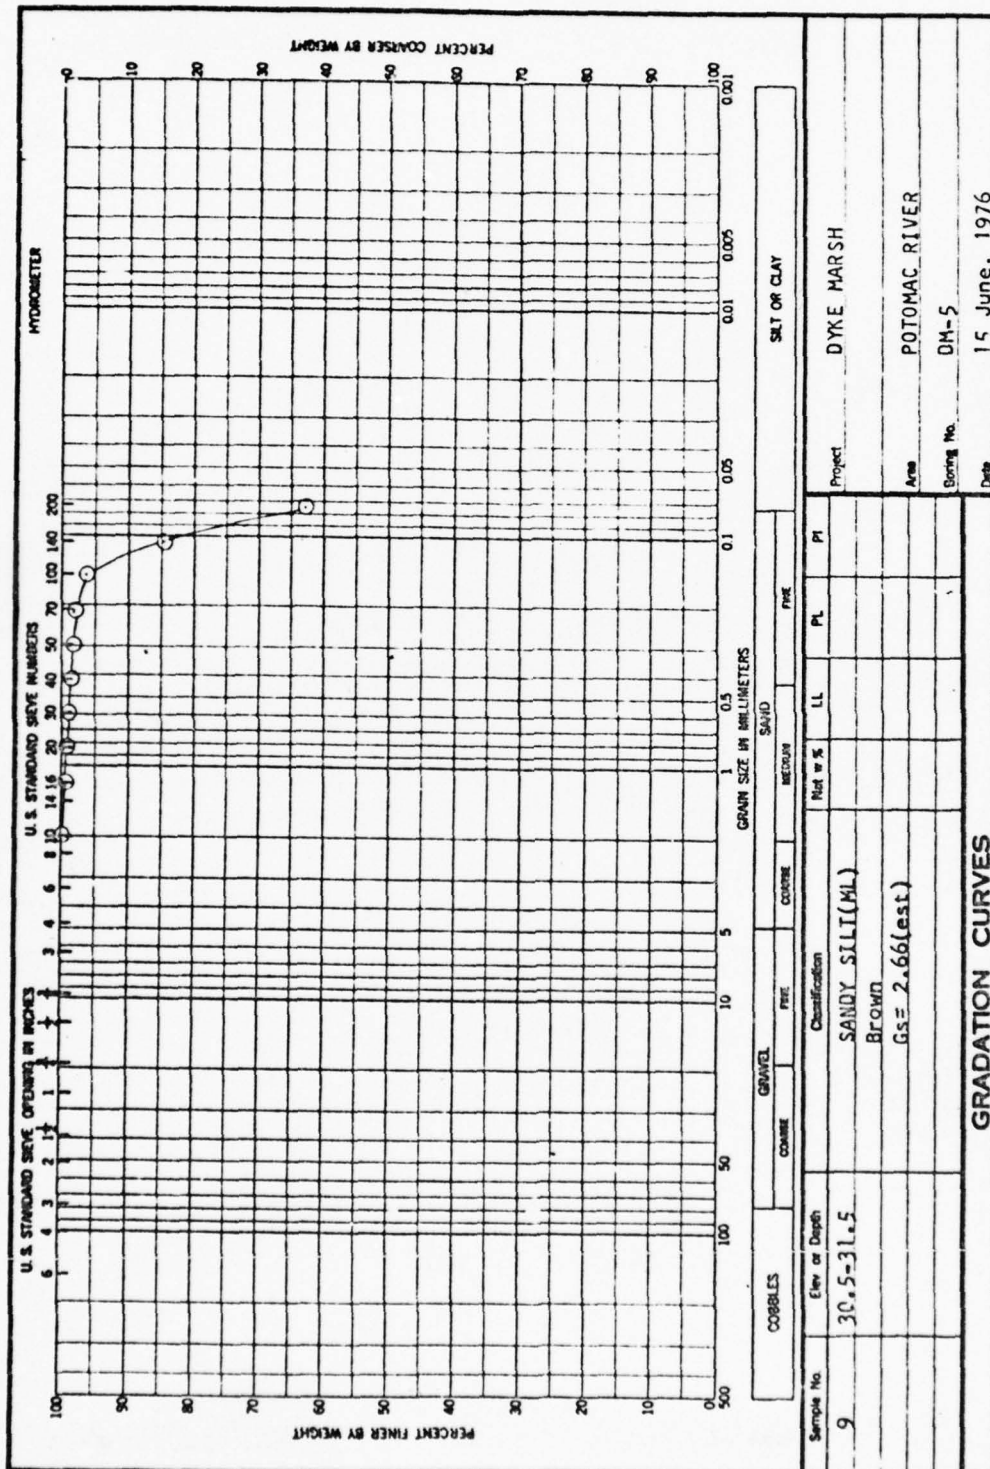 U. S. STANDARD SIEVE OPENING IN INCHES
U. S. STANDARD SIEVE NUMBERS
HYDROMETER
6 4 3 2 1 3 4 6 8 10 14 16 20 30 40 50 70 100 140 200
100
90
80
70
60
50
40
30
20
10
0
PERCENT FINER BY WEIGHT
0
10
20
30
40
50
60
70
80
90
100
PERCENT COARSER BY WEIGHT
500 100 50 10 5 1 0.5 0.1 0.05 0.01 0.005 0.001
GRAIN SIZE IN MILLIMETERS
COBBLES GRAVEL SAND SILT OR CLAY
COARSE FINE COARSE MEDIUM FINE
Sample No. Elev or Depth Classification Nat w % LL PL PI
9 30.5-31.5 SANDY SILT(ML)
Brown
Gs= 2.66(est)
Project DYKE MARSH
Area POTOMAC RIVER
Boring No. DM-5
Date 15 June, 1976
GRADATION CURVES